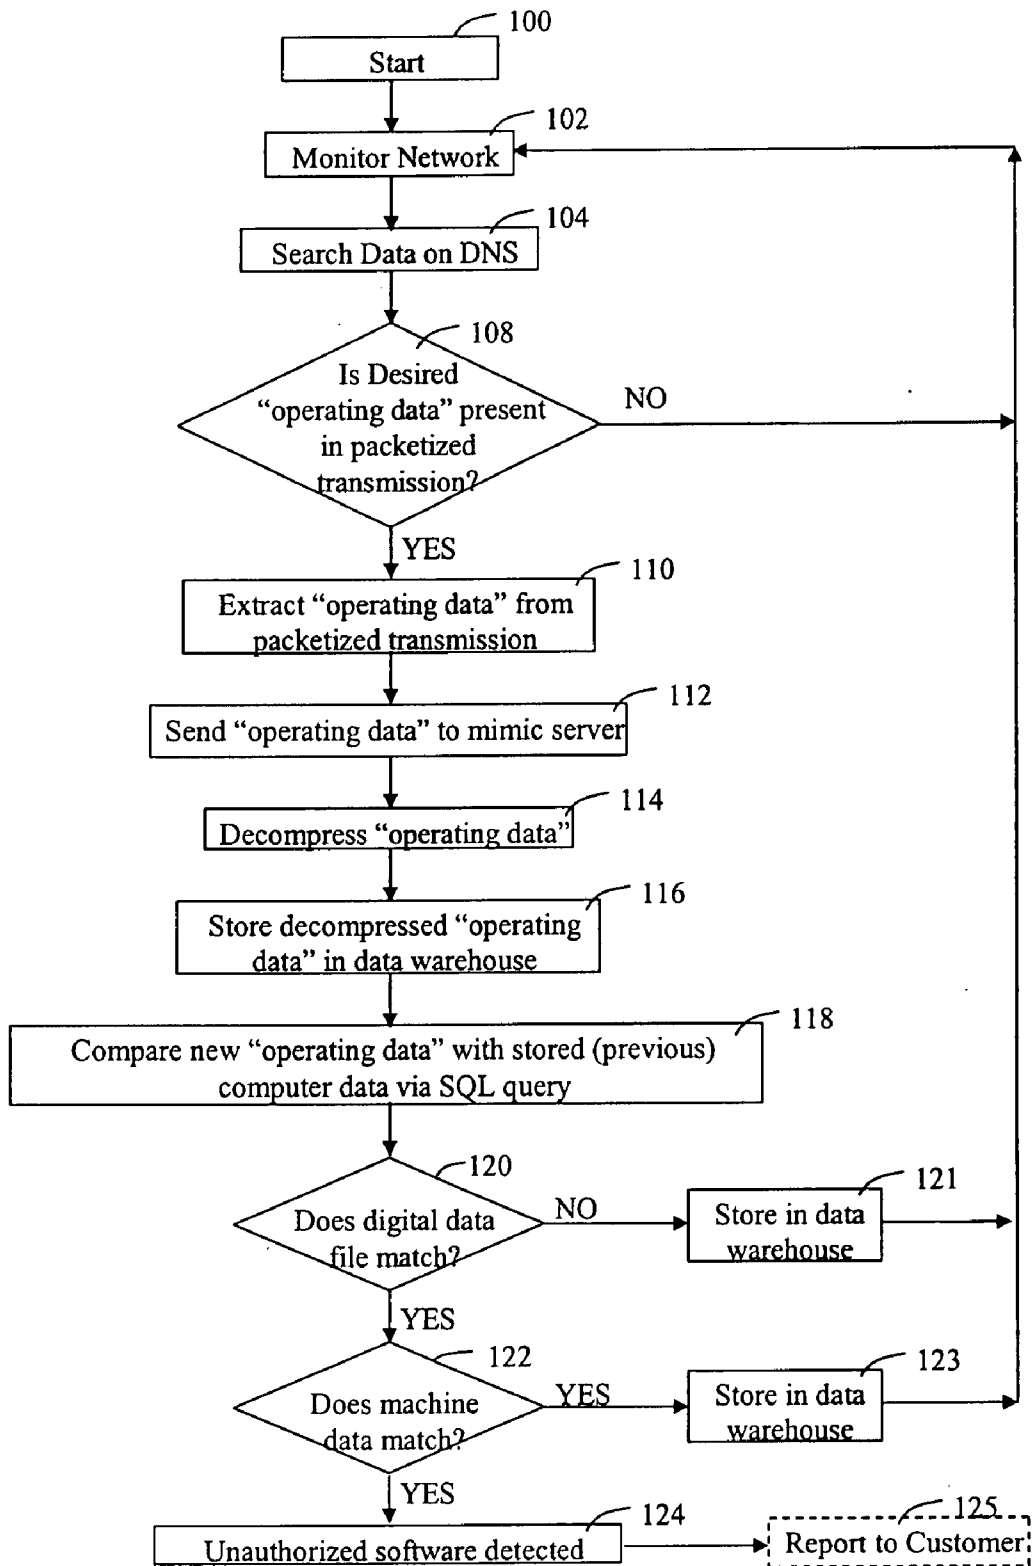 100
Start
102
Monitor Network
104
Search Data on DNS
108
Is Desired
“operating data” present
in packetized
transmission?
NO
YES
110
Extract “operating data” from
packetized transmission
112
Send “operating data” to mimic server
114
Decompress “operating data”
116
Store decompressed “operating
data” in data warehouse
118
Compare new “operating data” with stored (previous)
computer data via SQL query
120
Does digital data
file match?
NO
121
Store in data
warehouse
YES
122
Does machine
data match?
YES
123
Store in data
warehouse
YES
124
Unauthorized software detected
125
Report to Customer